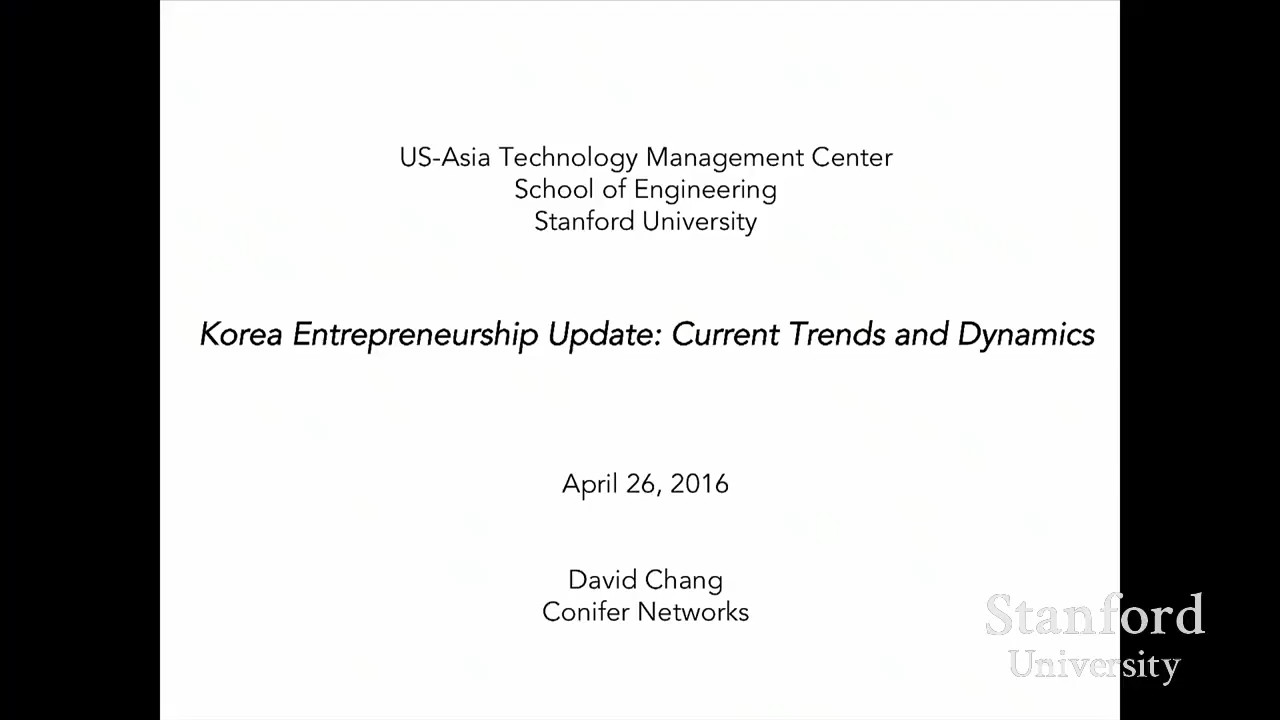 US-Asia Technology Management Center
School of Engineering
Stanford University
Korea Entrepreneurship Update: Current Trends and Dynamics
April 26, 2016
David Chang
Conifer Networks
Stanford
University